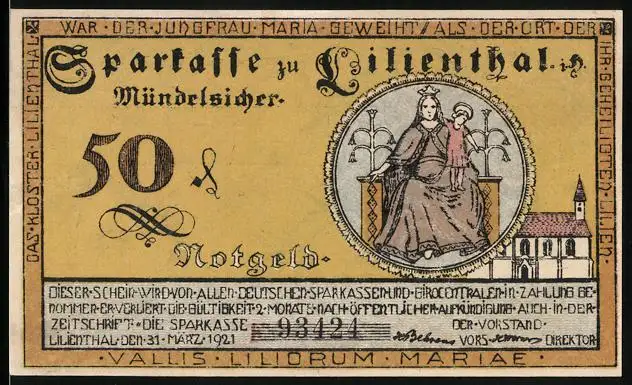 DAS·KLOSTER·LILIENTHAL·
WAR·DER·JUNGFRAU·MARIA·GEWEIHT/ALS·DER·ORT·DER
IHR·GEHEILIGTEN·LILIEN·
Sparkasse zu Lilienthal i.H.
Mündelsicher·
50 ₰
Notgeld·
DIESER·SCHEIN·WIRD·VON·ALLEN·DEUTSCHEN·SPARKASSEN·UND·GIROCENTRALEN·IN·ZAHLUNG GE-
NOMMEN·ER·VERLIERT·DIE·GÜLTIGKEIT·2·MONATE·NACH·ÖFFENTLICHER·AUFKÜNDIGUNG·AUCH·IN·DER
ZEITSCHRIFT·DIE SPARKASSE 93424 DER·VORSTAND·
LILIENTHAL·DEN·31·MÄRZ·1921 Behrens VORS· DIREKTOR
·VALLIS·LILIORUM·MARIAE·